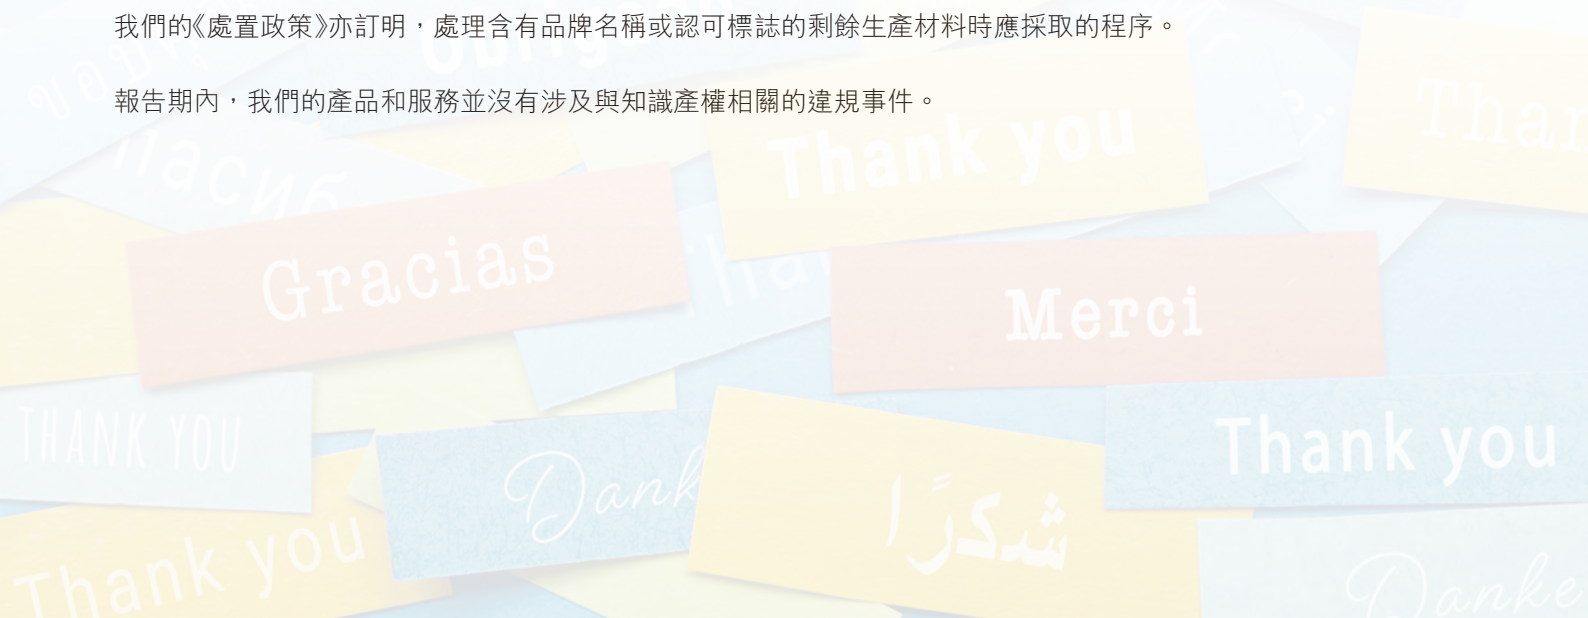 我們的《處置政策》亦訂明，處理含有品牌名稱或認可標誌的剩餘生產材料時應採取的程序。
報告期內，我們的產品和服務並沒有涉及與知識產權相關的違規事件。
Obrigado
Thank you
Gracias
Merci
THANK YOU
Thank you
Dank
شكرًا
Thank you
Danke